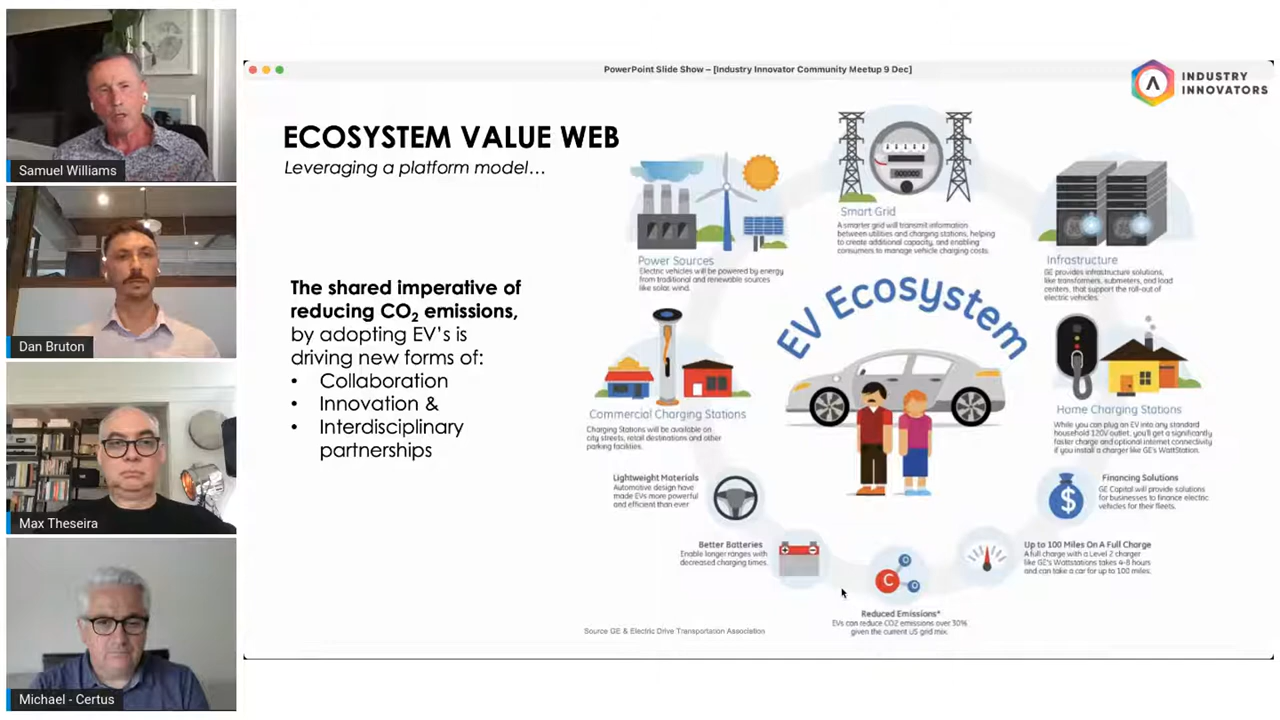 Samuel Williams
Dan Bruton
Max Theseira
Michael - Certus
PowerPoint Slide Show – [Industry Innovator Community Meetup 9 Dec]
INDUSTRY
INNOVATORS
ECOSYSTEM VALUE WEB
Leveraging a platform model...
The shared imperative of
reducing CO₂ emissions,
by adopting EV's is
driving new forms of:
• Collaboration
• Innovation &
• Interdisciplinary
partnerships
EV Ecosystem
Power Sources
Electric vehicles will be powered by energy
from traditional and renewable sources
like solar, wind.
Smart Grid
A smarter grid will transmit information
between utilities and charging stations, helping
to create additional capacity, and enabling
consumers to manage vehicle charging costs.
Infrastructure
GE provides infrastructure solutions,
like transformers, submeters, and load
centers, that support the roll-out of
electric vehicles.
Commercial Charging Stations
Charging Stations will be available on
city streets, retail destinations and other
parking facilities.
Home Charging Stations
While you can plug an EV into any standard
household 120V outlet, you'll get a significantly
faster charge and optional internet connectivity
if you install a charger like GE's WattStation.
Lightweight Materials
Automotive design have
made EVs more powerful
and efficient than ever
$
Financing Solutions
GE Capital will provide solutions
for businesses to finance electric
vehicles for their fleets.
Better Batteries
Enable longer ranges with
decreased charging times.
Up to 100 Miles On A Full Charge
A full charge with a Level 2 charger
like GE's Wattstations takes 4-8 hours
and can take a car for up to 100 miles.
O
C
O
Reduced Emissions*
EVs can reduce CO2 emissions over 30%
given the current US grid mix.
Source GE & Electric Drive Transportation Association